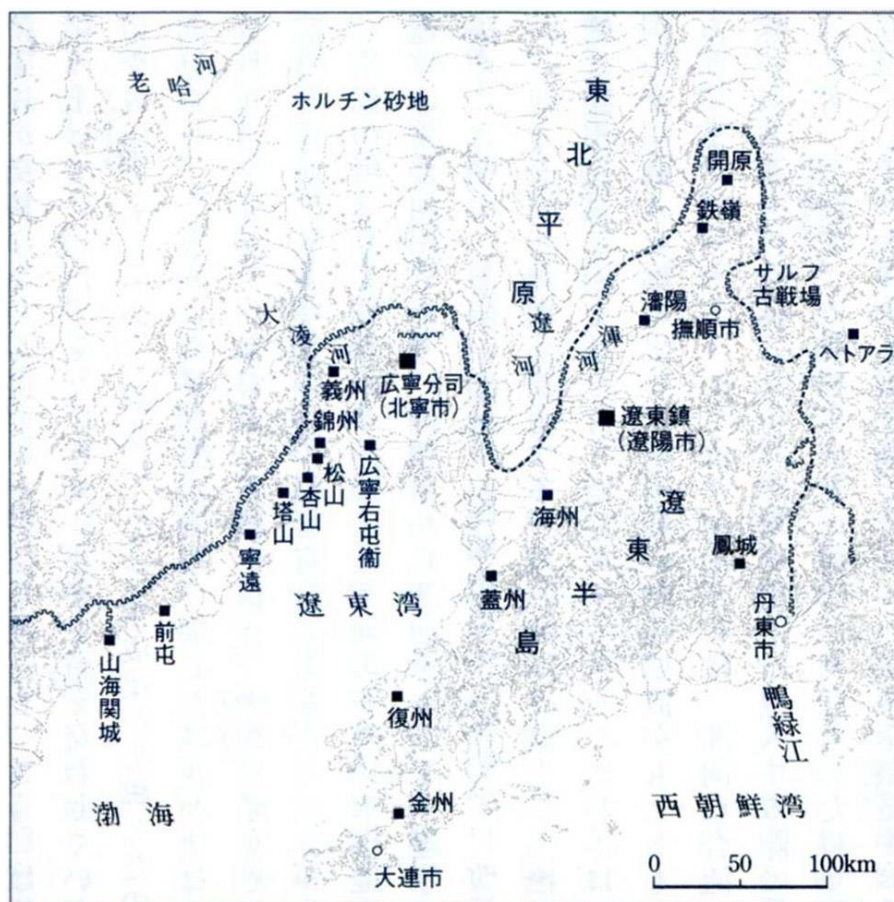 老哈河
ホルチン砂地
東北平原
開原
鉄嶺
サルフ
古戦場
瀋陽
撫順市
ヘトアラ
大凌河
遼河
渾河
義州
広寧分司
(北寧市)
遼東鎮
(遼陽市)
錦州
松山
杏山
塔山
寧遠
広寧右屯衞
海州
遼東半島
鳳城
蓋州
遼東湾
丹東市
前屯
山海関城
復州
鴨緑江
金州
渤海
西朝鮮湾
大連市
0 50 100km